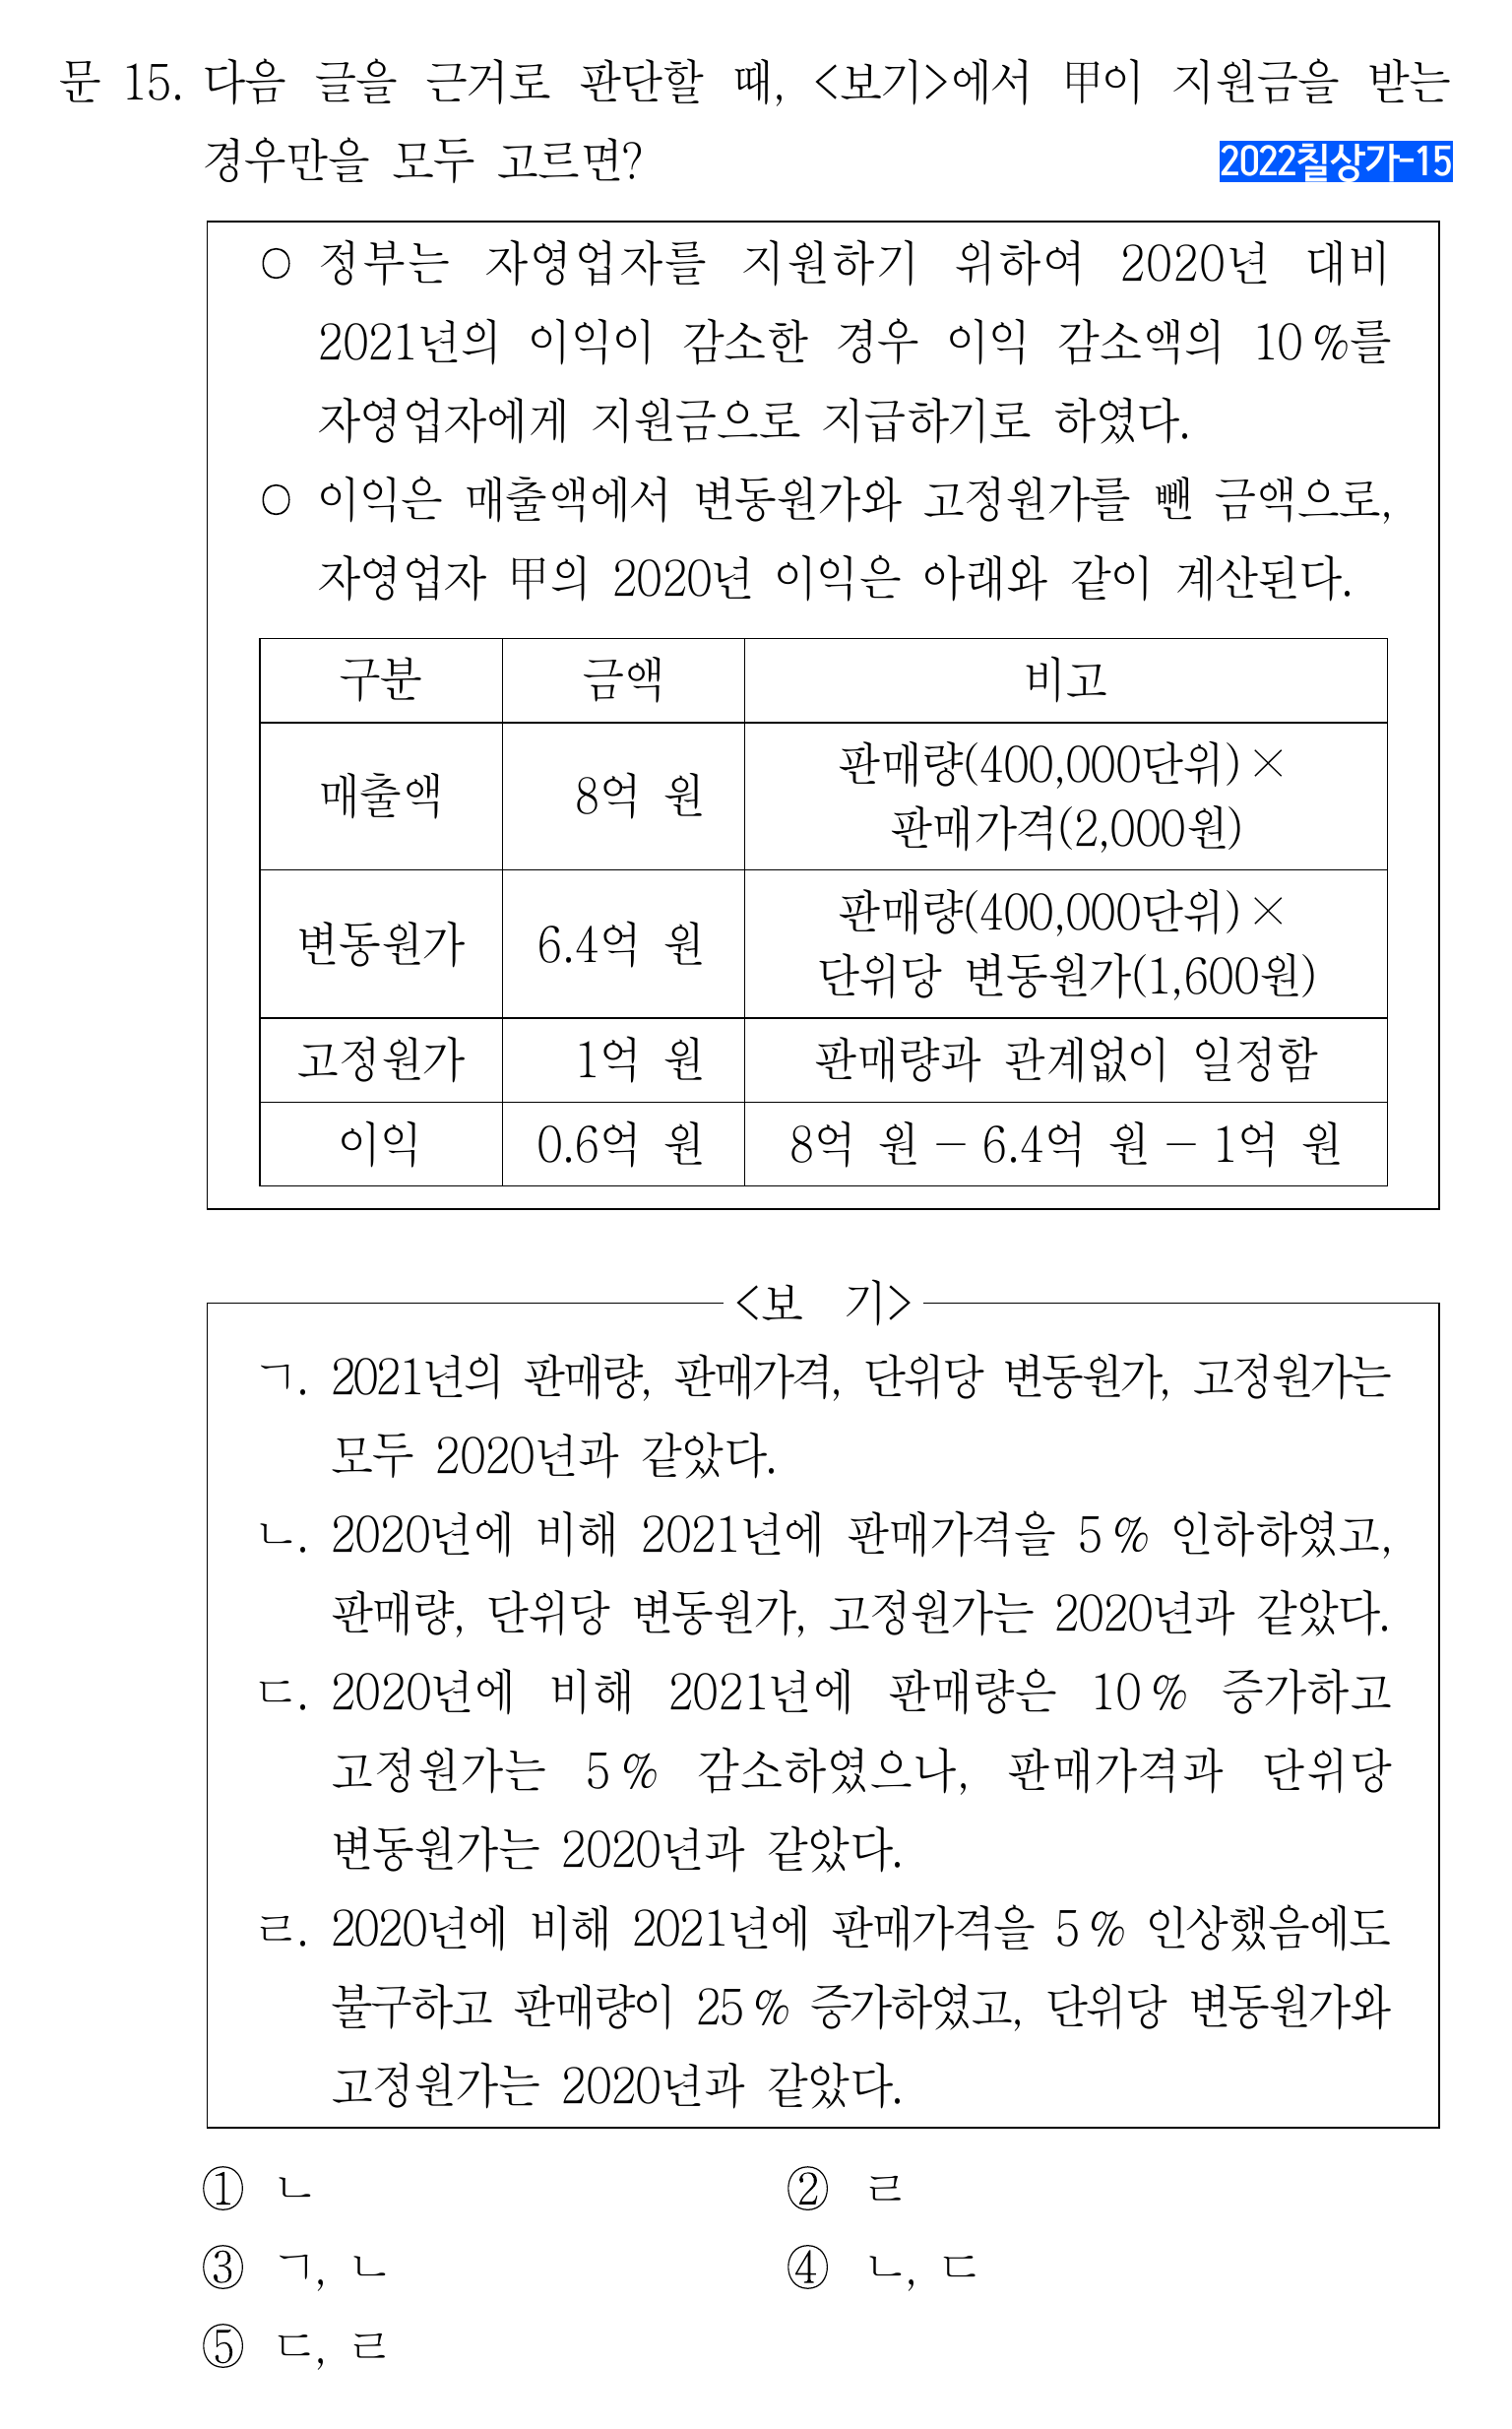 문 15. 다음 글을 근거로 판단할 때, <보기>에서 甲이 지원금을 받는
경우만을 모두 고르면?
2022칠상가-15
○ 정부는 자영업자를 지원하기 위하여 2020년 대비
2021년의 이익이 감소한 경우 이익 감소액의 10%를
자영업자에게 지원금으로 지급하기로 하였다.
○ 이익은 매출액에서 변동원가와 고정원가를 뺀 금액으로,
자영업자 甲의 2020년 이익은 아래와 같이 계산된다.
구분 금액 비고
매출액 8억 원 판매량(400,000단위)×
판매가격(2,000원)
변동원가 6.4억 원 판매량(400,000단위)×
단위당 변동원가(1,600원)
고정원가 1억 원 판매량과 관계없이 일정함
이익 0.6억 원 8억 원 - 6.4억 원 - 1억 원
<보 기>
ㄱ. 2021년의 판매량, 판매가격, 단위당 변동원가, 고정원가는
모두 2020년과 같았다.
ㄴ. 2020년에 비해 2021년에 판매가격을 5% 인하하였고,
판매량, 단위당 변동원가, 고정원가는 2020년과 같았다.
ㄷ. 2020년에 비해 2021년에 판매량은 10% 증가하고
고정원가는 5% 감소하였으나, 판매가격과 단위당
변동원가는 2020년과 같았다.
ㄹ. 2020년에 비해 2021년에 판매가격을 5% 인상했음에도
불구하고 판매량이 25% 증가하였고, 단위당 변동원가와
고정원가는 2020년과 같았다.
① ㄴ ② ㄹ
③ ㄱ, ㄴ ④ ㄴ, ㄷ
⑤ ㄷ, ㄹ